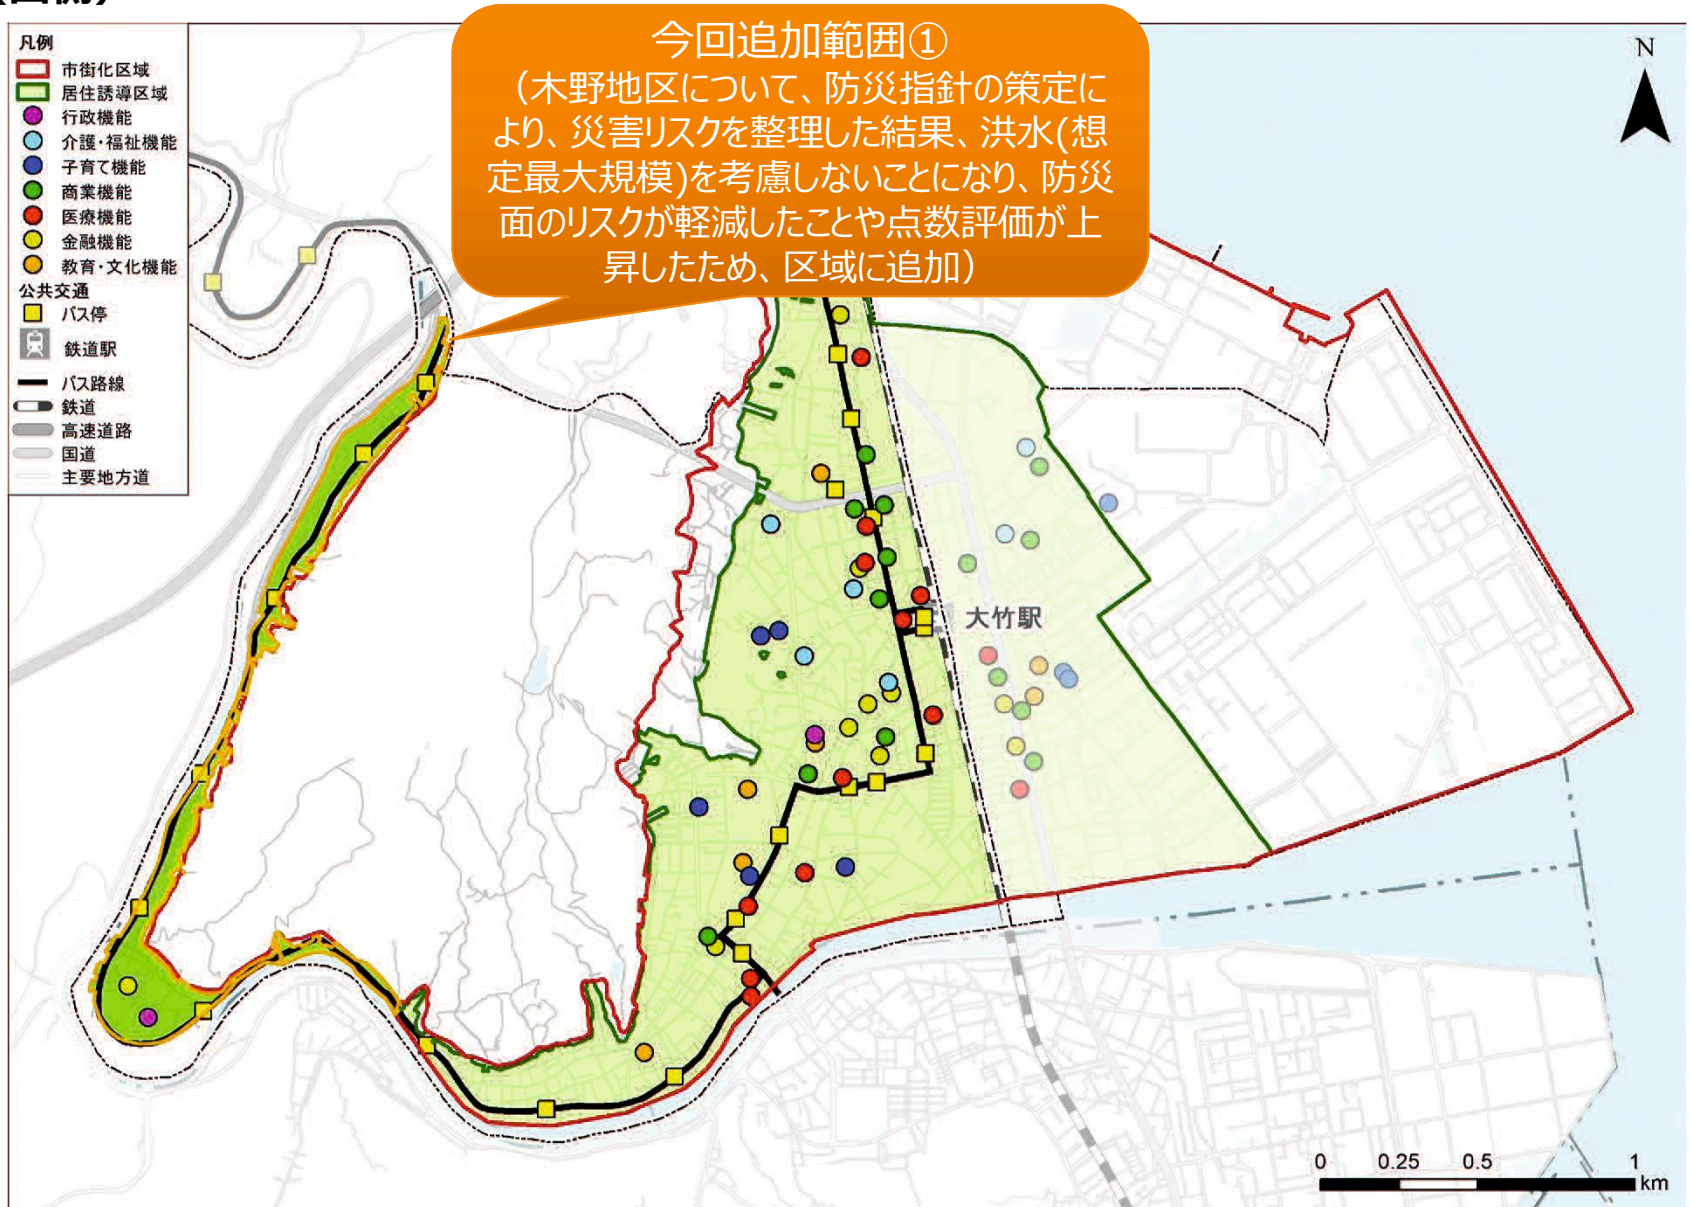 凡例
市街化区域
居住誘導区域
行政機能
介護・福祉機能
子育て機能
商業機能
医療機能
金融機能
教育・文化機能
公共交通
バス停
鉄道駅
バス路線
鉄道
高速道路
国道
主要地方道
今回追加範囲①
（木野地区について、防災指針の策定に
より、災害リスクを整理した結果、洪水(想
定最大規模)を考慮しないことになり、防災
面のリスクが軽減したことや点数評価が上
昇したため、区域に追加）
N
大竹駅
0 0.25 0.5 1
km